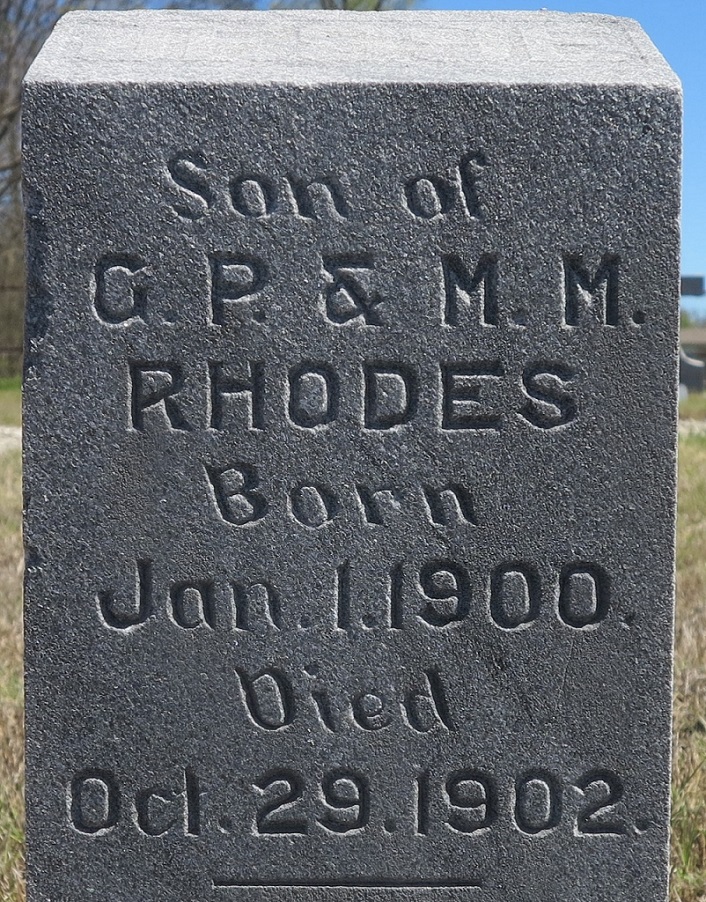 Son of
G. P. & M. M.
RHODES
Born
Jan. 1. 1900.
Died
Oct. 29. 1902.